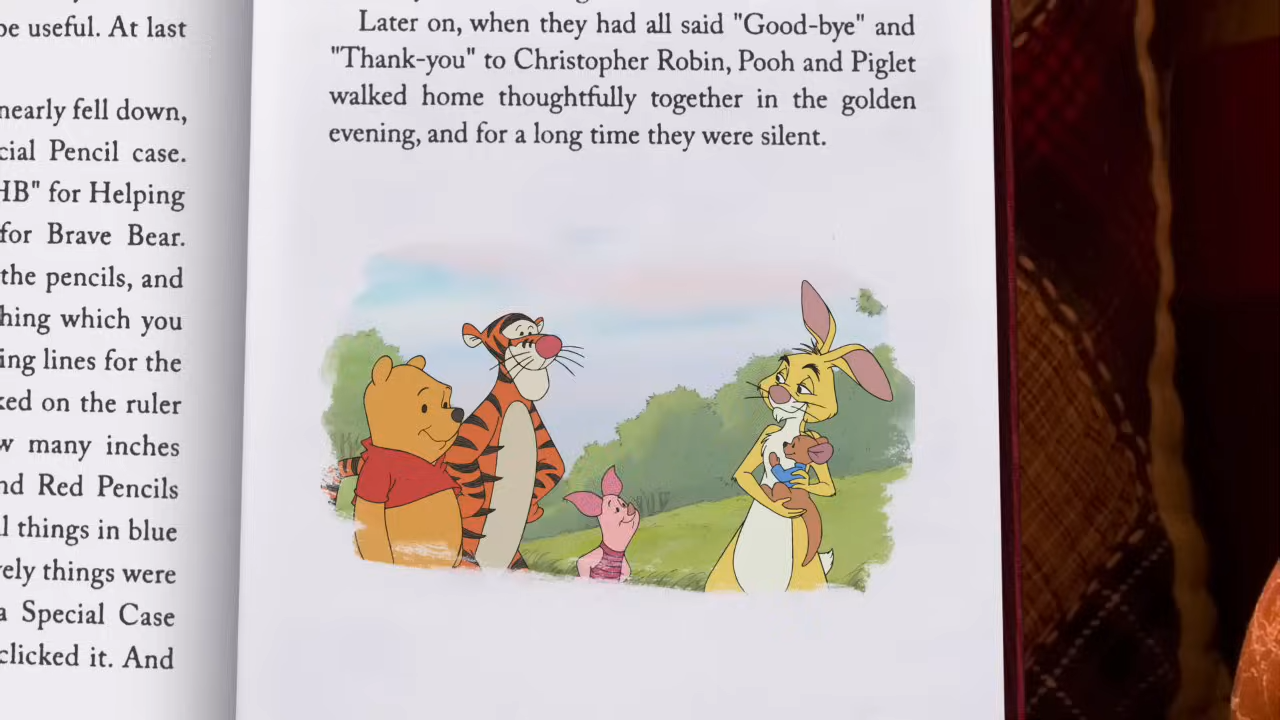 be useful. At last
nearly fell down,
cial Pencil case.
HB" for Helping
for Brave Bear.
the pencils, and
hing which you
ing lines for the
ked on the ruler
w many inches
nd Red Pencils
l things in blue
rely things were
a Special Case
clicked it. And
Later on, when they had all said "Good-bye" and
"Thank-you" to Christopher Robin, Pooh and Piglet
walked home thoughtfully together in the golden
evening, and for a long time they were silent.